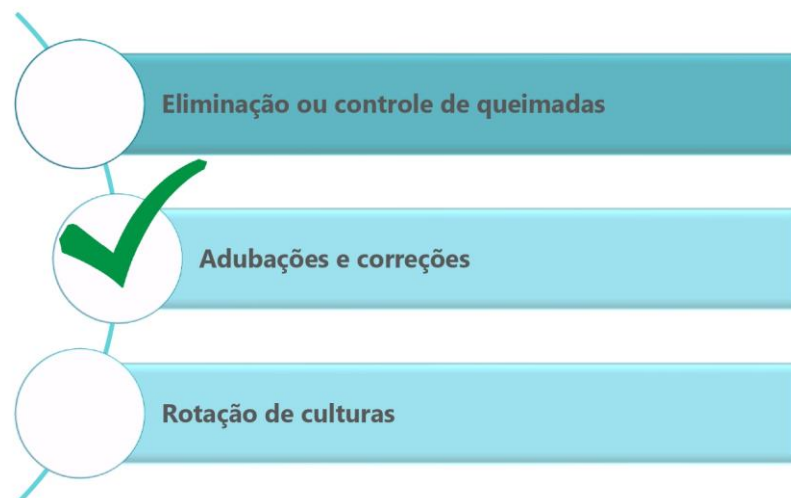 Eliminação ou controle de queimadas
Adubações e correções
Rotação de culturas